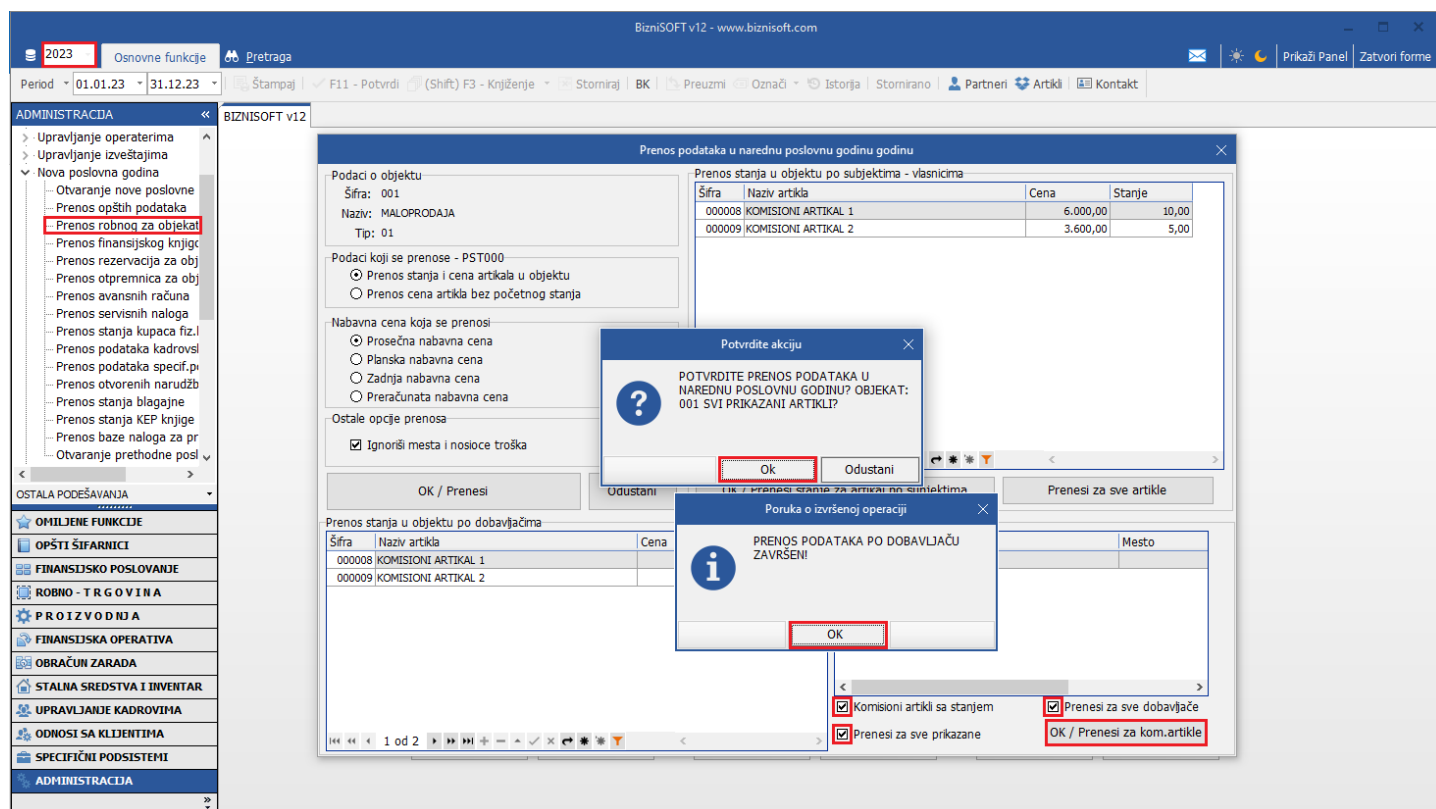 BizniSOFT v12 - www.biznisoft.com
2023 Osnovne funkcije Pretraga Prikaži Panel Zatvori forme
Period 01.01.23 31.12.23 Štampaj F11 - Potvrdi (Shift) F3 - Knjiženje Storniraj BK Preuzmi Označi Istorija Stornirano Partneri Artikli Kontakt
ADMINISTRACIJA «
BIZNISOFT v12
Upravljanje operaterima
Upravljanje izveštajima
Nova poslovna godina
Otvaranje nove poslovne
Prenos opštih podataka
Prenos robnog za objekat
Prenos finansijskog knjigo
Prenos rezervacija za obj
Prenos otpremnica za obj
Prenos avansnih računa
Prenos servisnih naloga
Prenos stanja kupaca fiz.l
Prenos podataka kadrovsl
Prenos podataka specif.po
Prenos otvorenih narudžb
Prenos stanja blagajne
Prenos stanja KEP knjige
Prenos baze naloga za pr
Otvaranje prethodne posl
OSTALA PODEŠAVANJA
OMILJENE FUNKCIJE
OPŠTI ŠIFARNICI
FINANSIJSKO POSLOVANJE
ROBNO - T R G O V I N A
P R O I Z V O D NJ A
FINANSIJSKA OPERATIVA
OBRAČUN ZARADA
STALNA SREDSTVA I INVENTAR
UPRAVLJANJE KADROVIMA
ODNOSI SA KLIJENTIMA
SPECIFIČNI PODSISTEMI
ADMINISTRACIJA
»
Prenos podataka u narednu poslovnu godinu godinu
Podaci o objektu
Šifra: 001
Naziv: MALOPRODAJA
Tip: 01
Podaci koji se prenose - PST000
Prenos stanja i cena artikala u objektu
Prenos cena artikla bez početnog stanja
Nabavna cena koja se prenosi
Prosečna nabavna cena
Planska nabavna cena
Zadnja nabavna cena
Preračunata nabavna cena
Ostale opcije prenosa
Ignoriši mesta i nosioce troška
OK / Prenesi Odustani
Prenos stanja u objektu po subjektima - vlasnicima
Šifra Naziv artikla Cena Stanje
000008 KOMISIONI ARTIKAL 1 6.000,00 10,00
000009 KOMISIONI ARTIKAL 2 3.600,00 5,00
OK / Prenesi stanje za artikal po subjektima Prenesi za sve artikle
Potvrdite akciju
POTVRDITE PRENOS PODATAKA U
NAREDNU POSLOVNU GODINU? OBJEKAT:
001 SVI PRIKAZANI ARTIKLI?
Ok Odustani
Prenos stanja u objektu po dobavljačima
Šifra Naziv artikla Cena Mesto
000008 KOMISIONI ARTIKAL 1
000009 KOMISIONI ARTIKAL 2
Poruka o izvršenoj operaciji
PRENOS PODATAKA PO DOBAVLJAČU
ZAVRŠEN!
OK
Komisioni artikli sa stanjem Prenesi za sve dobavljače
1 od 2 Prenesi za sve prikazane OK / Prenesi za kom.artikle